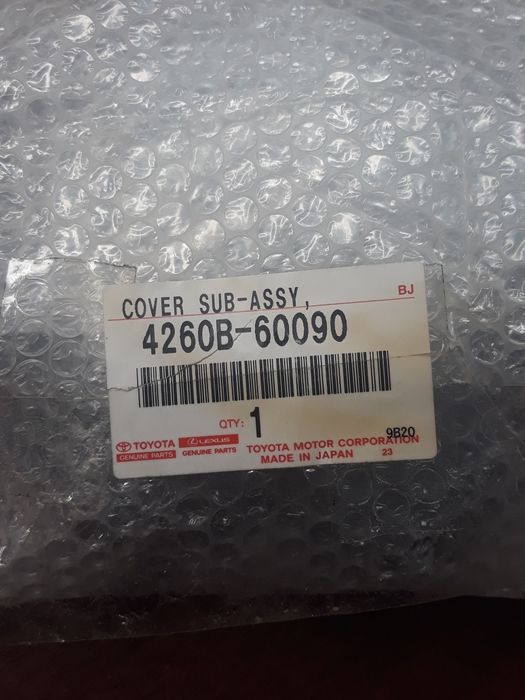 COVER SUB-ASSY,
BJ
4260B-60090
QTY: 1
9B20
TOYOTA
GENUINE PARTS
LEXUS
GENUINE PARTS
TOYOTA MOTOR CORPORATION
MADE IN JAPAN 23